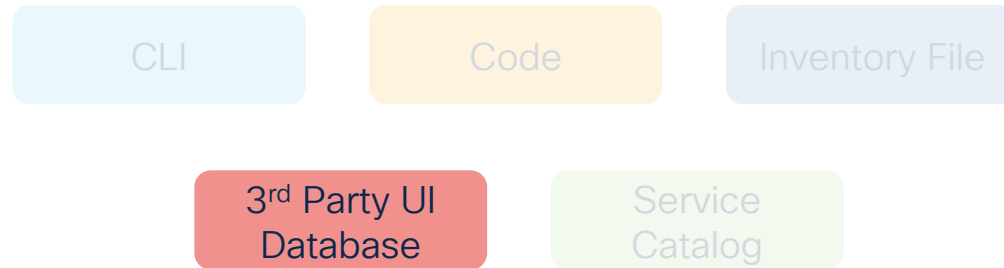 CLI
Code
Inventory File
3rd Party UI
Database
Service
Catalog